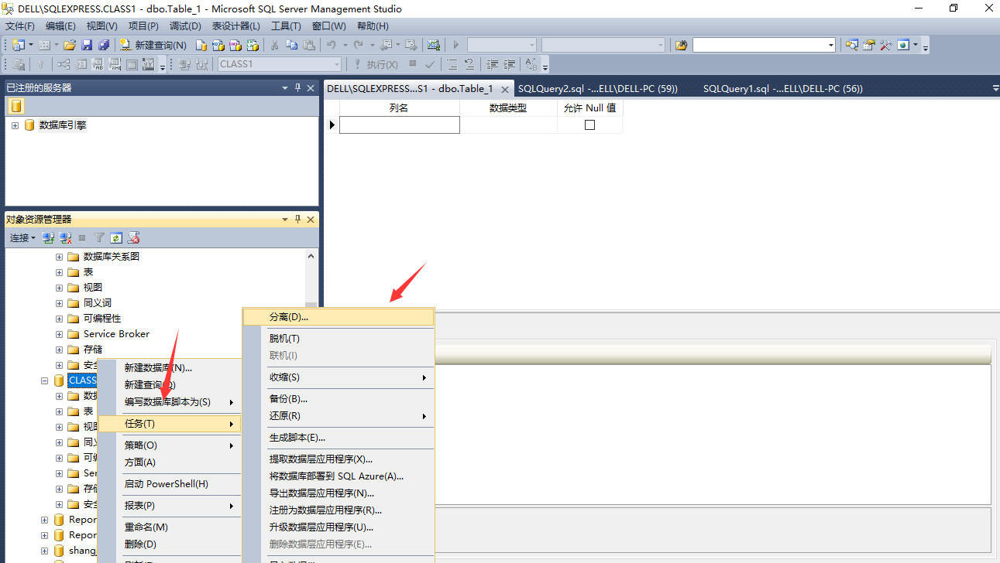 DELL\SQLEXPRESS.CLASS1 - dbo.Table_1 - Microsoft SQL Server Management Studio
文件(F) 编辑(E) 视图(V) 项目(P) 调试(D) 表设计器(L) 工具(T) 窗口(W) 帮助(H)
新建查询(N)
CLASS1 执行(X)
已注册的服务器
数据库引擎
DELL\SQLEXPRESS...S1 - dbo.Table_1 SQLQuery2.sql -...ELL\DELL-PC (59)) SQLQuery1.sql -...ELL\DELL-PC (56))
列名 数据类型 允许 Null 值
对象资源管理器
连接
数据库关系图
表
视图
同义词
可编程性
Service Broker
存储
安全
CLASS
数据
表
视图
同义
可编
Ser
存储
安全
Repor
Repor
shangj
新建数据库(N)...
新建查询(Q)
编写数据库脚本为(S)
任务(T)
策略(O)
方面(A)
启动 PowerShell(H)
报表(P)
重命名(M)
删除(D)
分离(D)...
脱机(T)
联机(I)
收缩(S)
备份(B)...
还原(R)
生成脚本(E)...
提取数据层应用程序(X)...
将数据库部署到 SQL Azure(A)...
导出数据层应用程序(N)...
注册为数据层应用程序(R)...
升级数据层应用程序(U)...
删除数据层应用程序(E)...